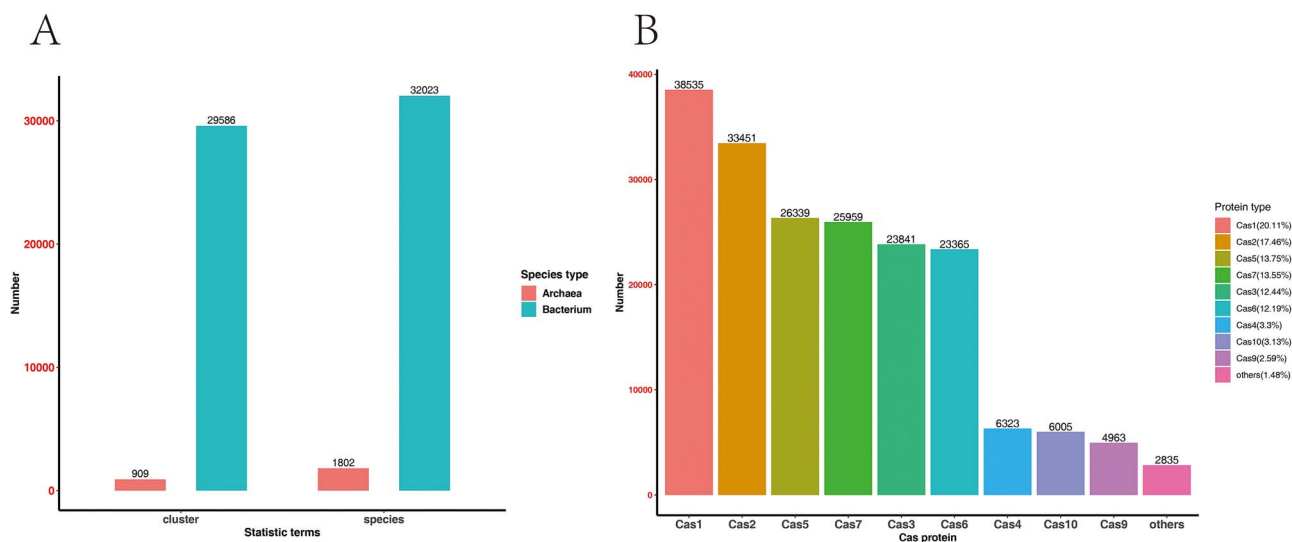 A
Number
30000
20000
10000
0
909
29586
1802
32023
cluster
species
Statistic terms
Species type
Archaea
Bacterium
B
Number
40000
30000
20000
10000
0
38535
33451
26339
25959
23841
23365
6323
6005
4963
2835
Cas1
Cas2
Cas5
Cas7
Cas3
Cas6
Cas4
Cas10
Cas9
others
Cas protein
Protein type
Cas1(20.11%)
Cas2(17.46%)
Cas5(13.75%)
Cas7(13.55%)
Cas3(12.44%)
Cas6(12.19%)
Cas4(3.3%)
Cas10(3.13%)
Cas9(2.59%)
others(1.48%)